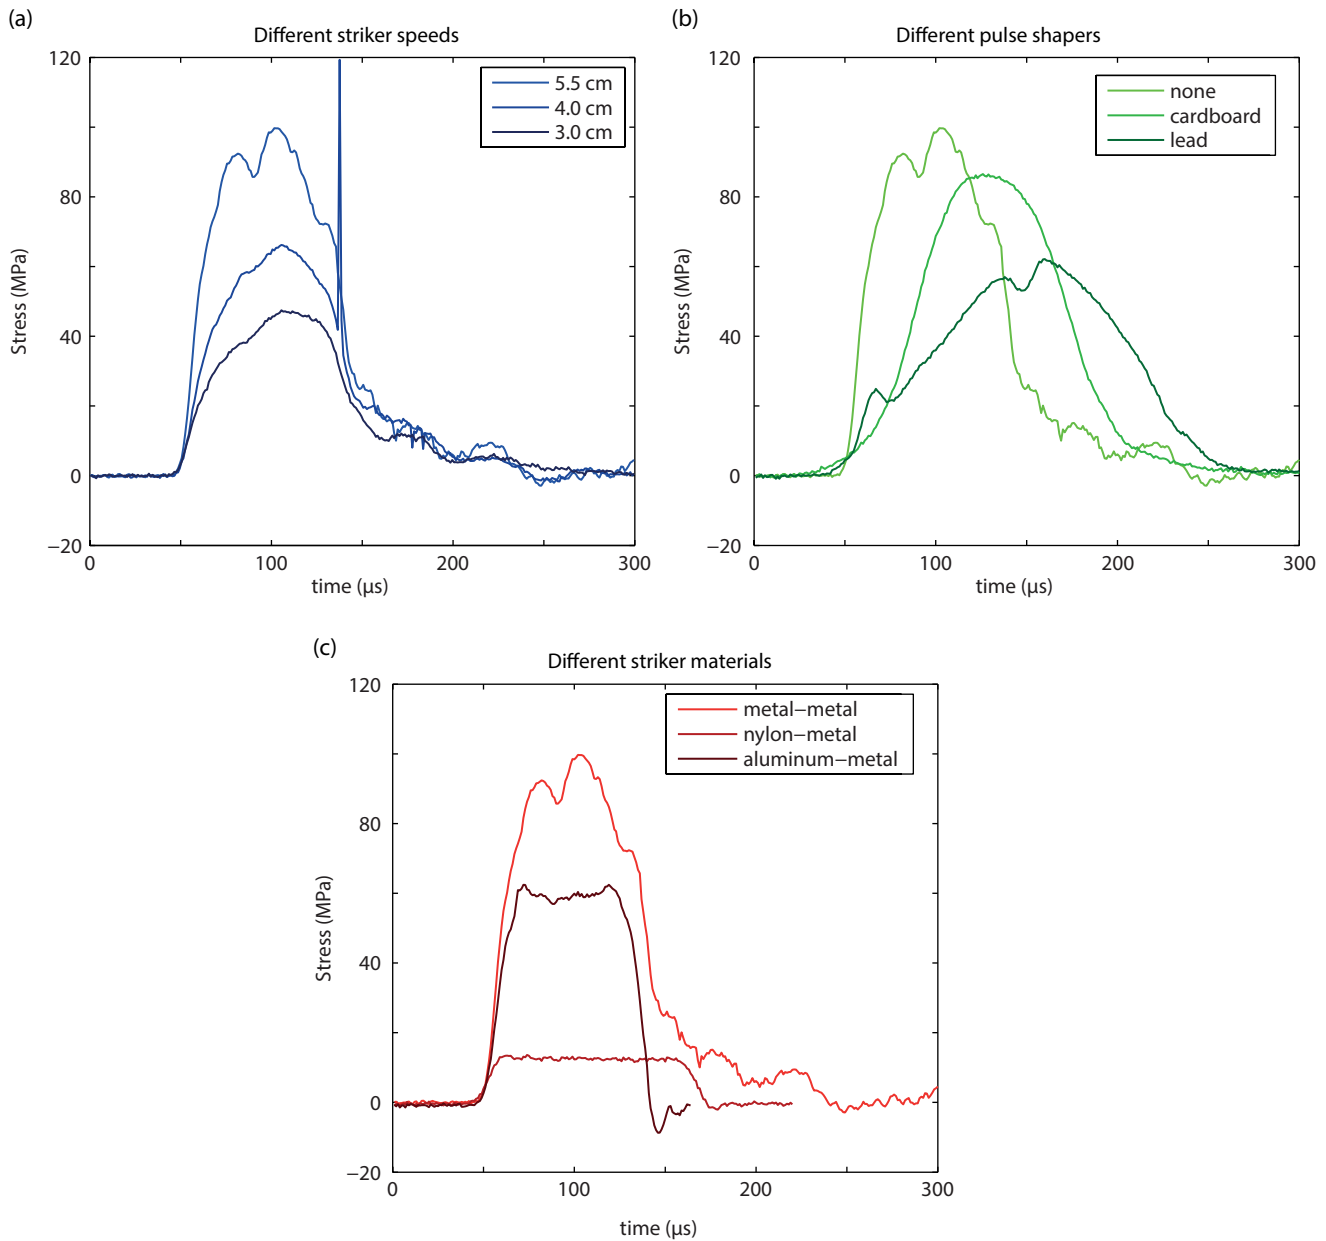 (a)
Different striker speeds
120
80
40
0
−20
Stress (MPa)
5.5 cm
4.0 cm
3.0 cm
0
100
200
300
time (μs)
(b)
Different pulse shapers
120
80
40
0
−20
Stress (MPa)
none
cardboard
lead
0
100
200
300
time (μs)
(c)
Different striker materials
120
80
40
0
−20
Stress (MPa)
metal−metal
nylon−metal
aluminum−metal
0
100
200
300
time (μs)